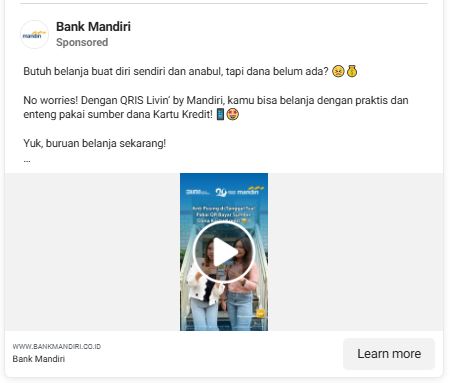 Bank Mandiri
Sponsored
mandiri
Butuh belanja buat diri sendiri dan anabul, tapi dana belum ada? 😣💰
No worries! Dengan QRIS Livin' by Mandiri, kamu bisa belanja dengan praktis dan
enteng pakai sumber dana Kartu Kredit! 📱🤩
Yuk, buruan belanja sekarang!
...
mandiri
Anti Pusing di Tanggal Tua!
Pakai QR Bayar Sumber
Dana Kartu Kredit
WWW.BANKMANDIRI.CO.ID
Bank Mandiri
Learn more